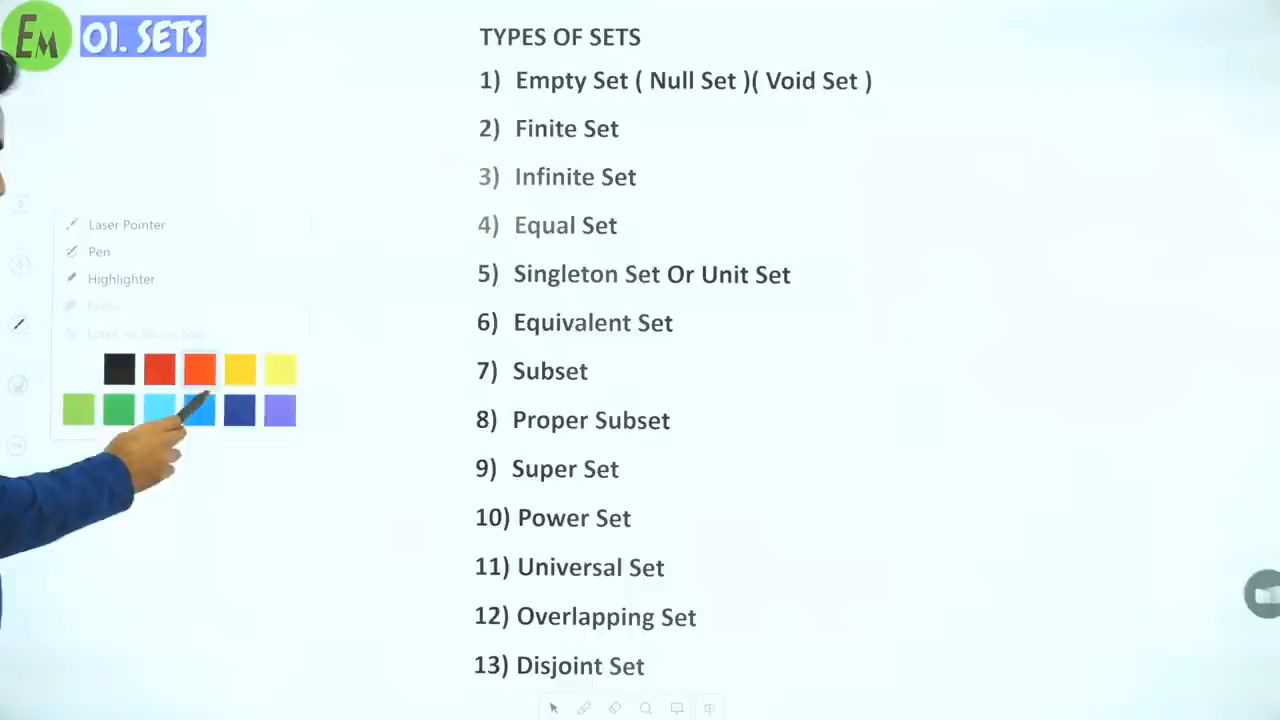 EM 01. SETS
TYPES OF SETS
1) Empty Set ( Null Set )( Void Set )
2) Finite Set
3) Infinite Set
4) Equal Set
5) Singleton Set Or Unit Set
6) Equivalent Set
7) Subset
8) Proper Subset
9) Super Set
10) Power Set
11) Universal Set
12) Overlapping Set
13) Disjoint Set
Laser Pointer
Pen
Highlighter